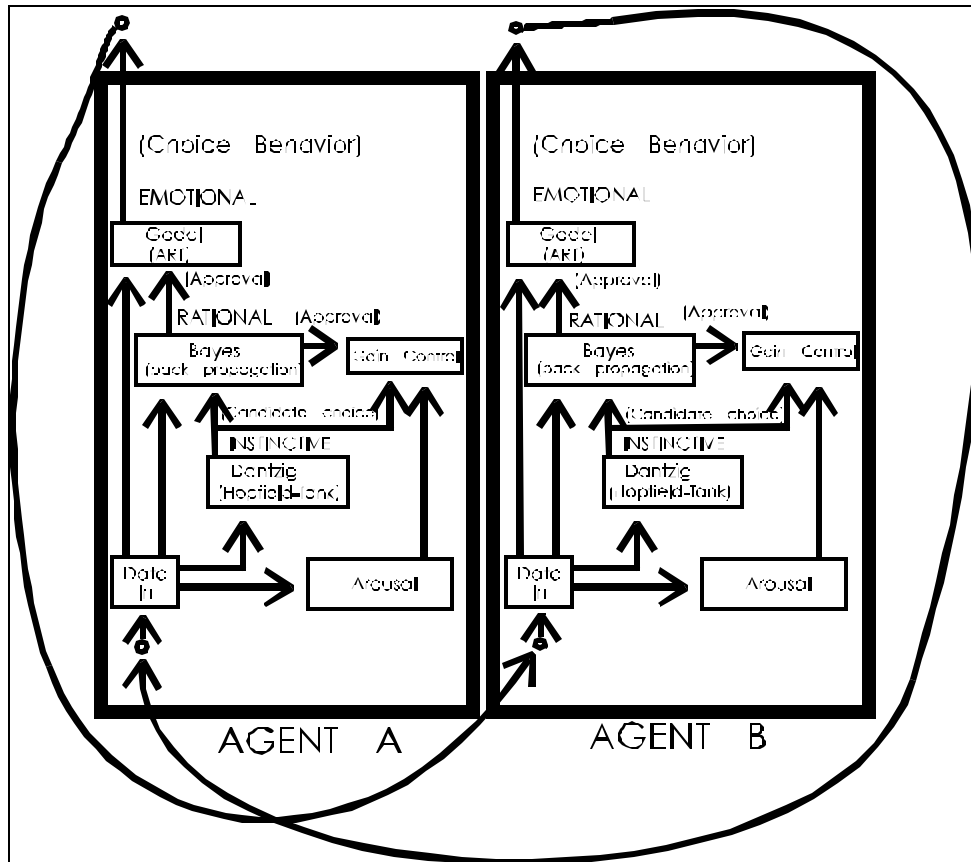 (Choice Behavior)
EMOTIONAL
Godel
(ART)
(Approval)
RATIONAL (Approval)
Bayes
(back propagation)
Gain Control
(Candidate choice)
INSTINCTIVE
Dantzig
(Hopfield-Tank)
Data
In
Arousal
AGENT A
(Choice Behavior)
EMOTIONAL
Godel
(ART)
(Approval)
RATIONAL (Approval)
Bayes
(back propagation)
Gain Control
(Candidate choice)
INSTINCTIVE
Dantzig
(Hopfield-Tank)
Data
In
Arousal
AGENT B